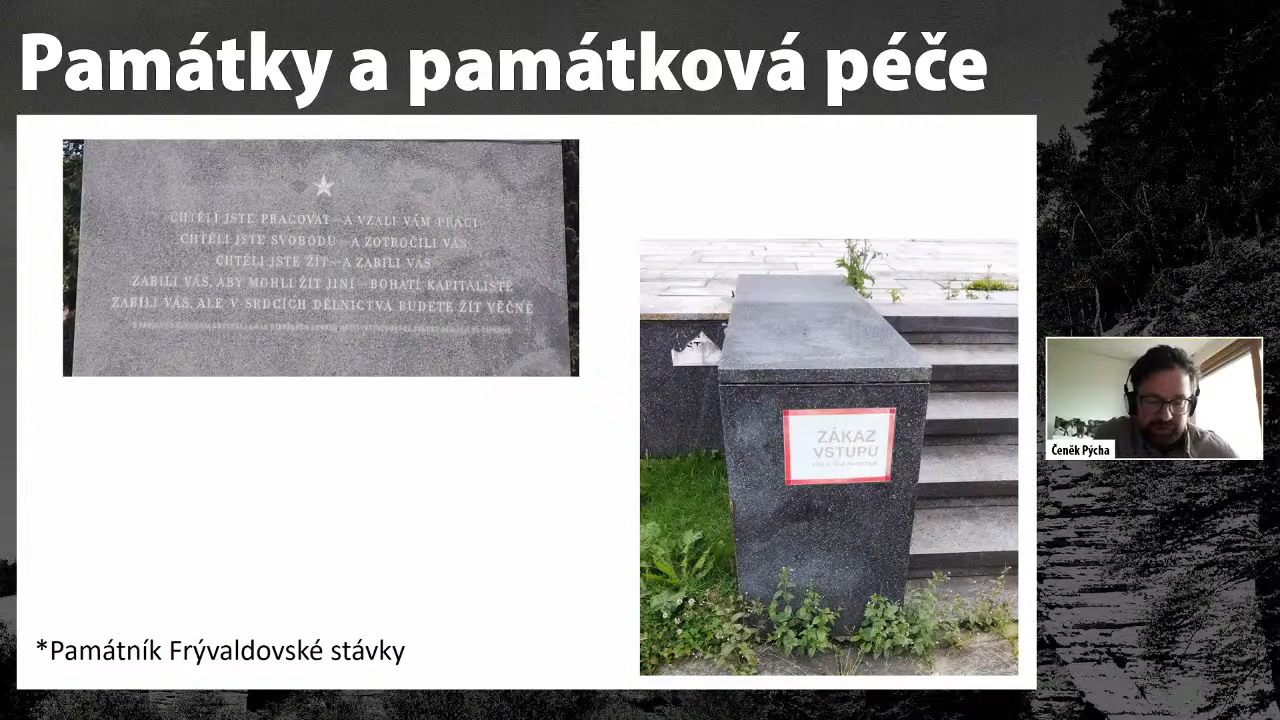 Památky a památková péče
CHTĚLI JSTE PRACOVAT – A VZALI VÁM PRÁCI
CHTĚLI JSTE SVOBODU – A ZOTROČILI VÁS
CHTĚLI JSTE ŽÍT – A ZABILI VÁS
ZABILI VÁS, ABY MOHLI ŽÍT JINÍ – BOHATÍ KAPITALISTÉ
ZABILI VÁS, ALE V DĚLNICTVA BUDETE ŽÍT VĚČNĚ
ZÁKAZ
VSTUPU
Čeněk Pýcha
*Památník Frývaldovské stávky